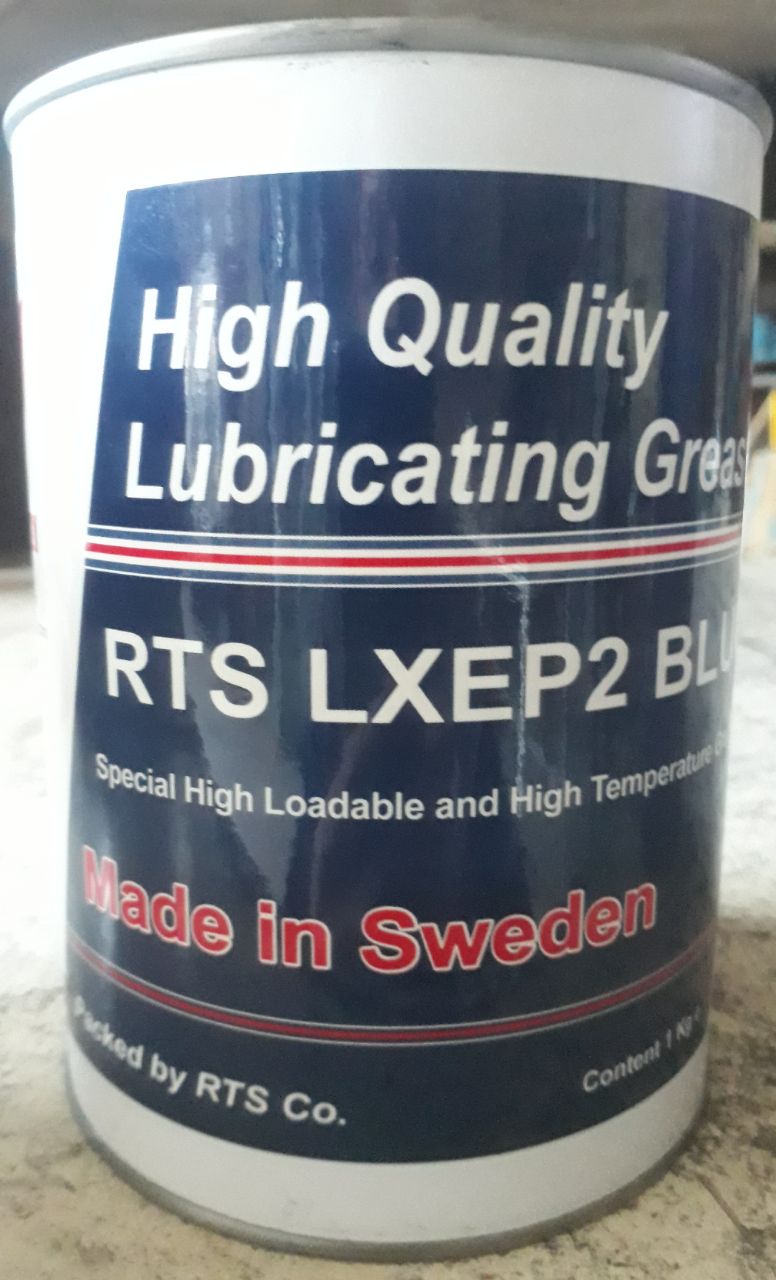 High Quality
Lubricating Greas
RTS LXEP2 BLU
Special High Loadable and High Temperature
Made in Sweden
Packed by RTS Co.
Content 1 Kg